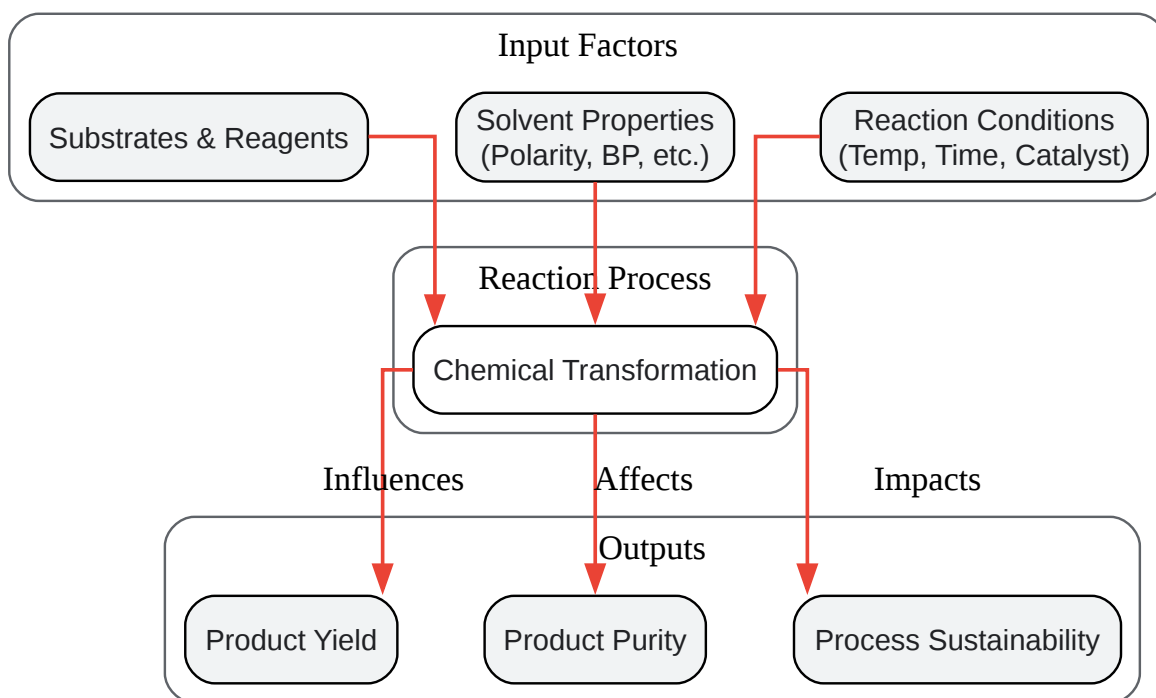 Input Factors
Substrates & Reagents
Solvent Properties
(Polarity, BP, etc.)
Reaction Conditions
(Temp, Time, Catalyst)
Reaction Process
Chemical Transformation
Influences
Affects
Impacts
Outputs
Product Yield
Product Purity
Process Sustainability